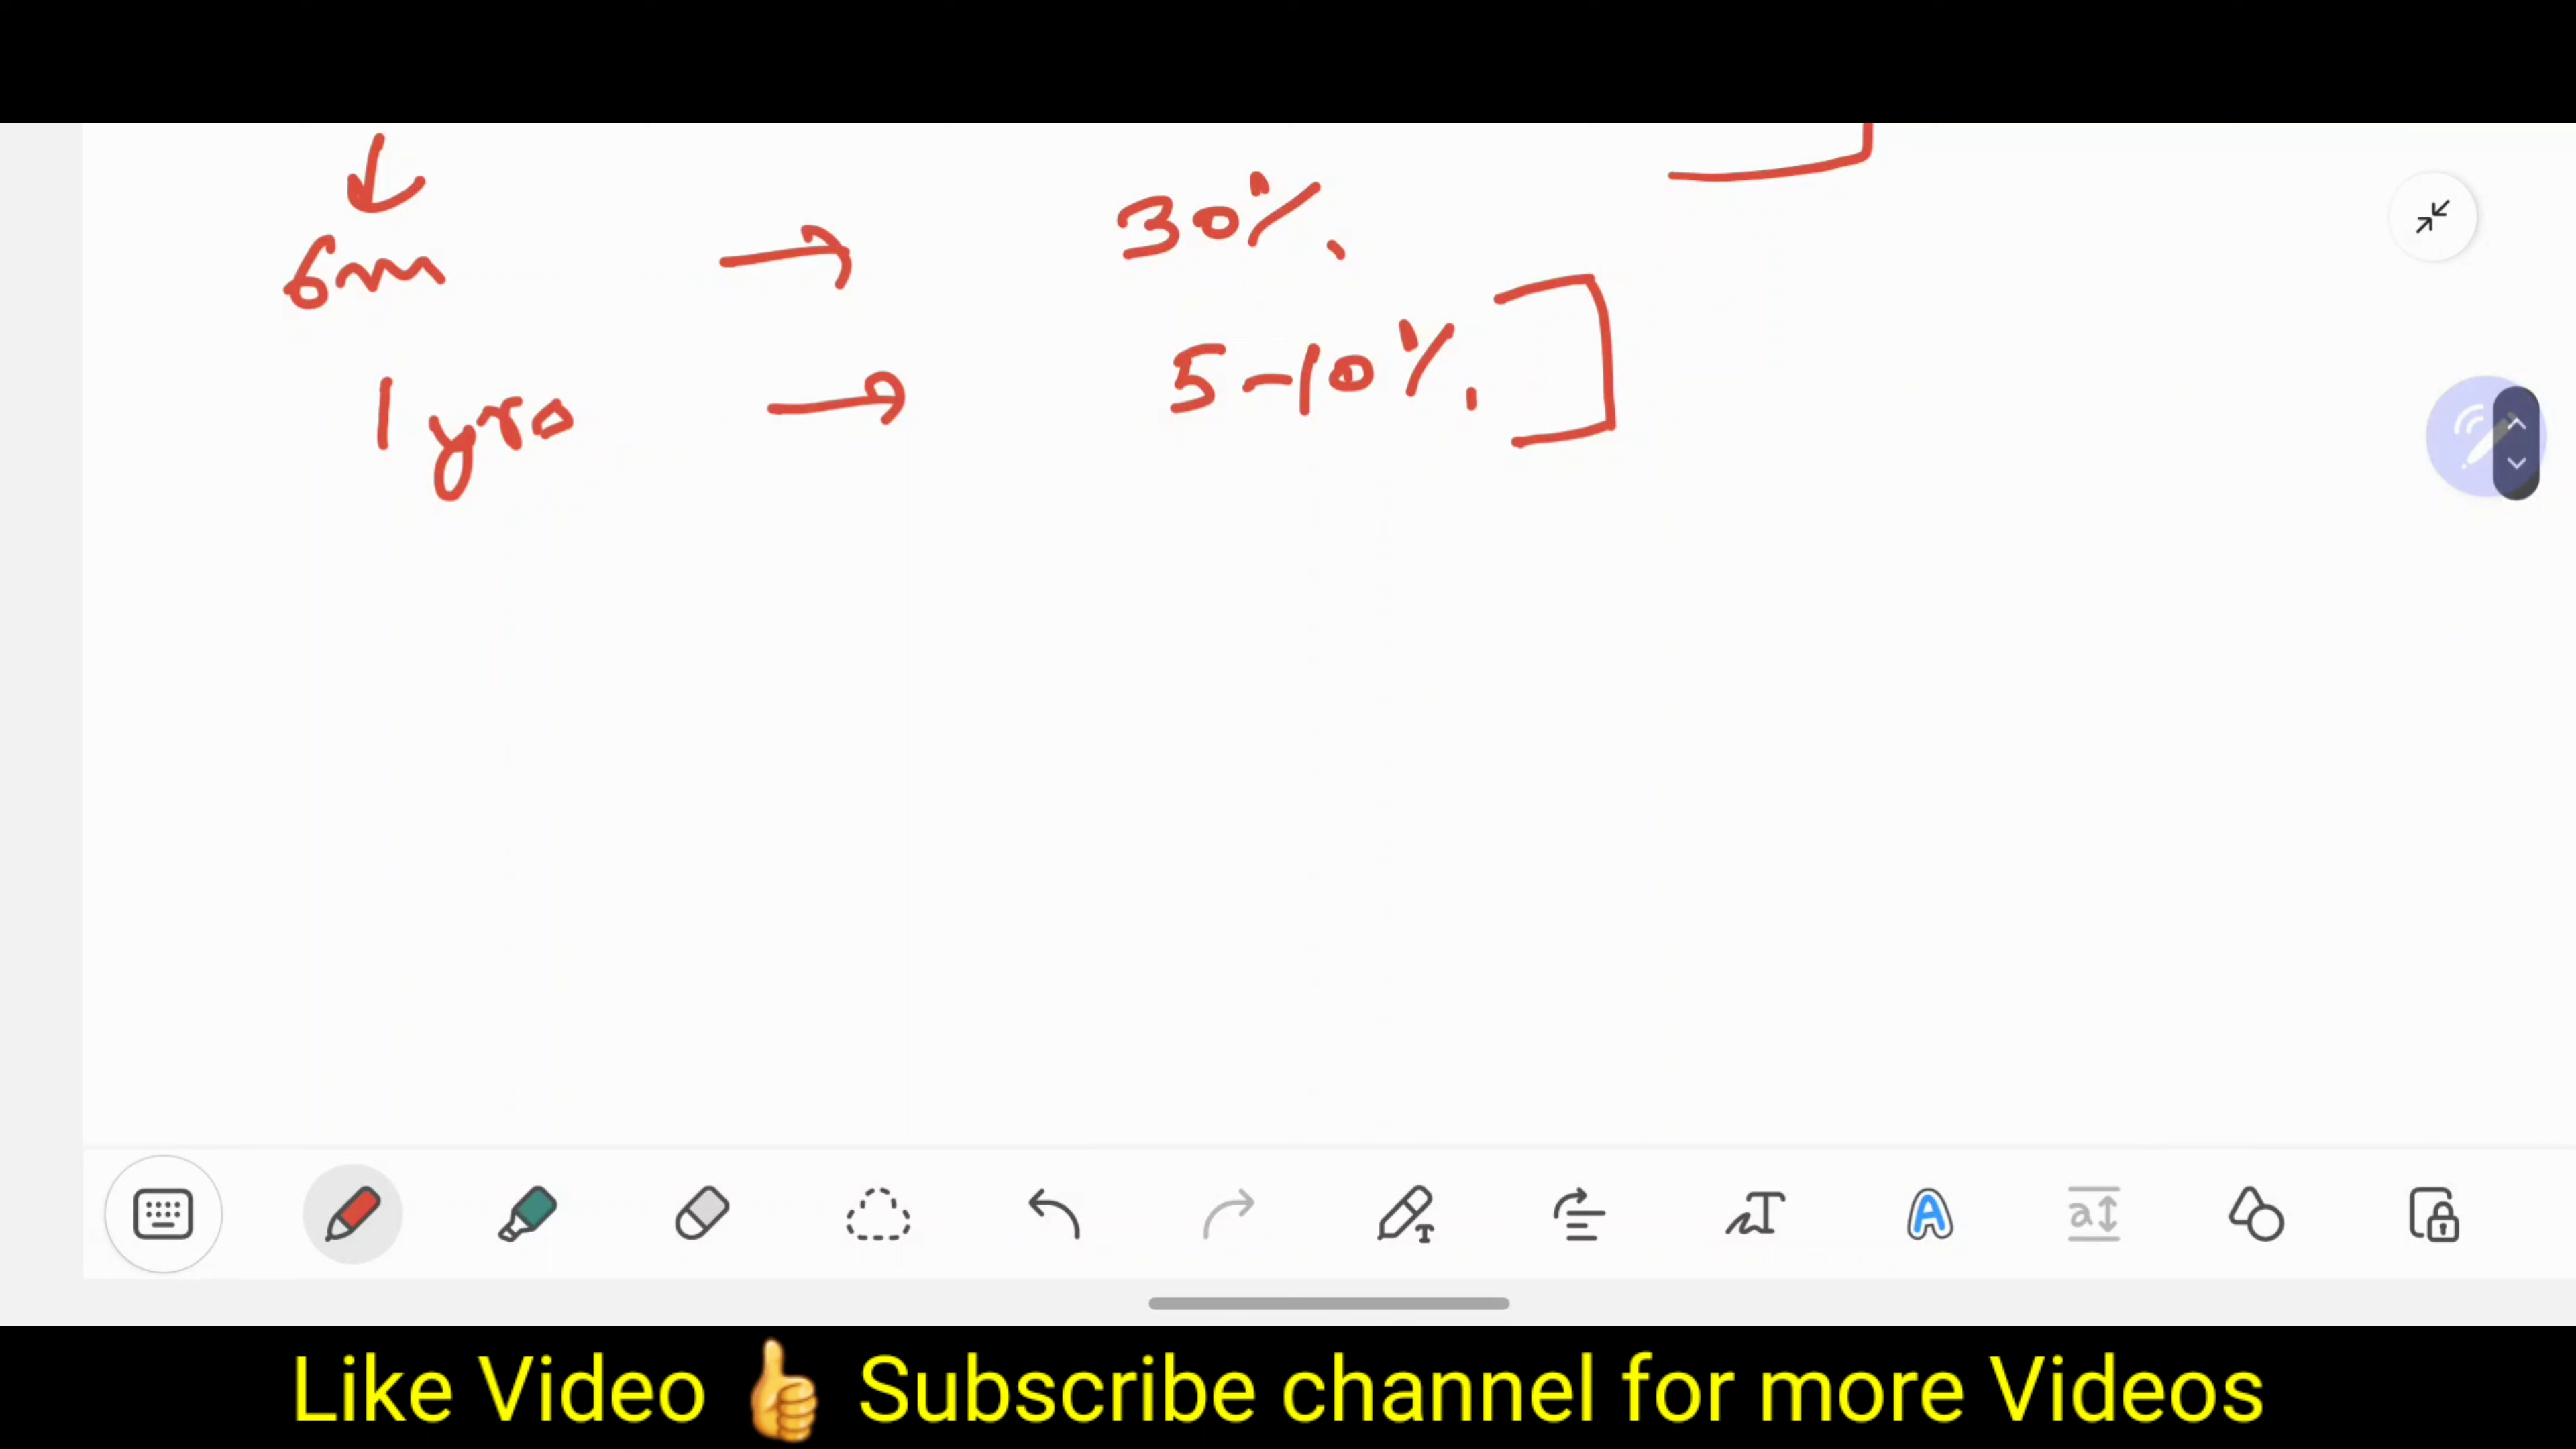 ↓
6m → 30%.
1 yrs → 5-10%.
Like Video 👍 Subscribe channel for more Videos